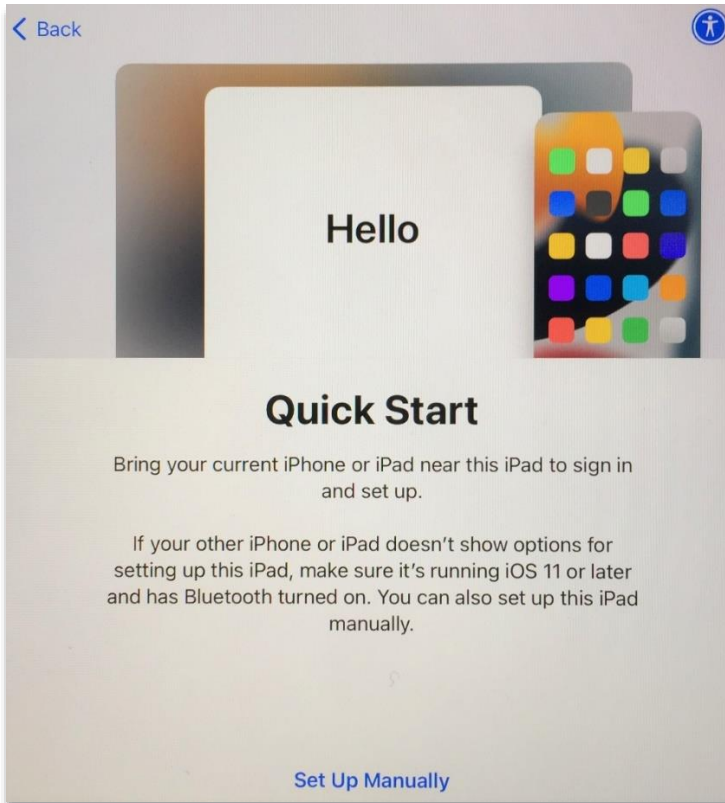 Back
Hello
Quick Start
Bring your current iPhone or iPad near this iPad to sign in
and set up.
If your other iPhone or iPad doesn’t show options for
setting up this iPad, make sure it’s running iOS 11 or later
and has Bluetooth turned on. You can also set up this iPad
manually.
Set Up Manually